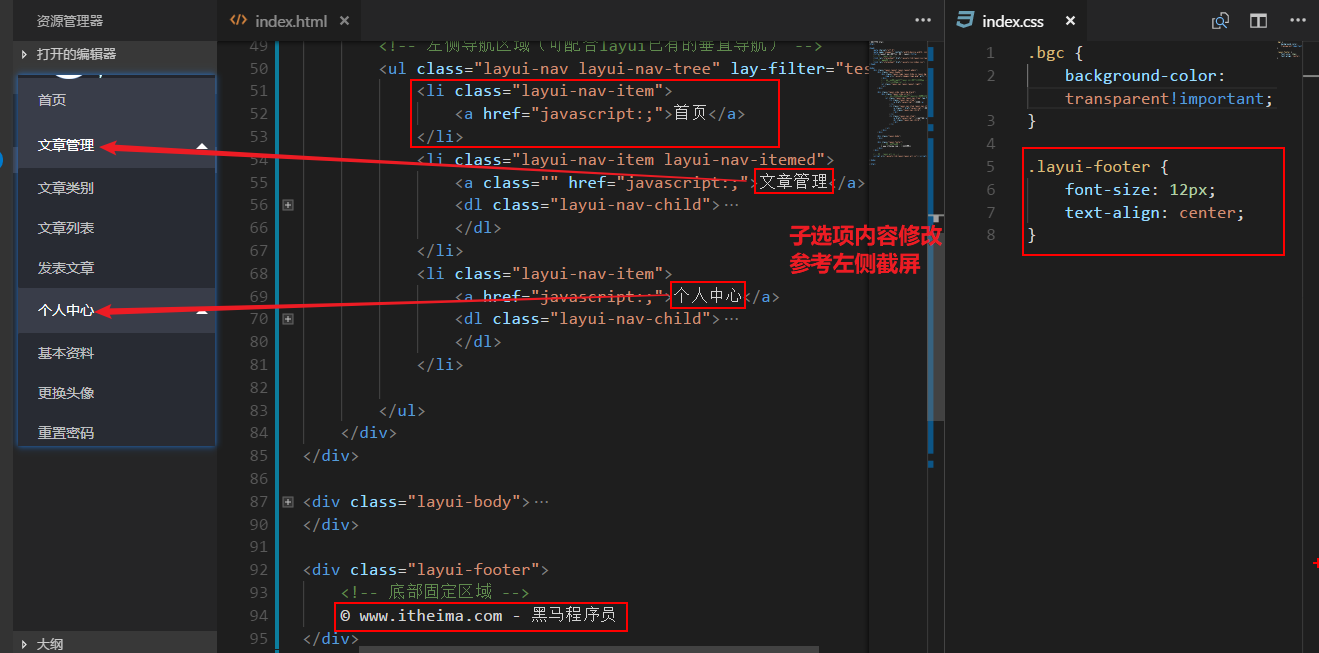 资源管理器
打开的编辑器
首页
文章管理
文章类别
文章列表
发表文章
个人中心
基本资料
更换头像
重置密码
大纲
index.html ×
49 <!-- 左侧导航区域（可配合layui已有的垂直导航） -->
50 <ul class="layui-nav layui-nav-tree" lay-filter="tes
51 <li class="layui-nav-item">
52 <a href="javascript:;">首页</a>
53 </li>
54 <li class="layui-nav-item layui-nav-itemed">
55 <a class="" href="javascript:;">文章管理</a>
56 <dl class="layui-nav-child">…
66 </dl>
67 </li>
68 <li class="layui-nav-item">
69 <a href="javascript:;">个人中心</a>
70 <dl class="layui-nav-child">…
80 </dl>
81 </li>
82
83 </ul>
84 </div>
85 </div>
86
87 <div class="layui-body">…
90 </div>
91
92 <div class="layui-footer">
93 <!-- 底部固定区域 -->
94 © www.itheima.com - 黑马程序员
95 </div>
子选项内容修改
参考左侧截屏
index.css ×
1 .bgc {
2 background-color:
transparent!important;
3 }
4
5 .layui-footer {
6 font-size: 12px;
7 text-align: center;
8 }